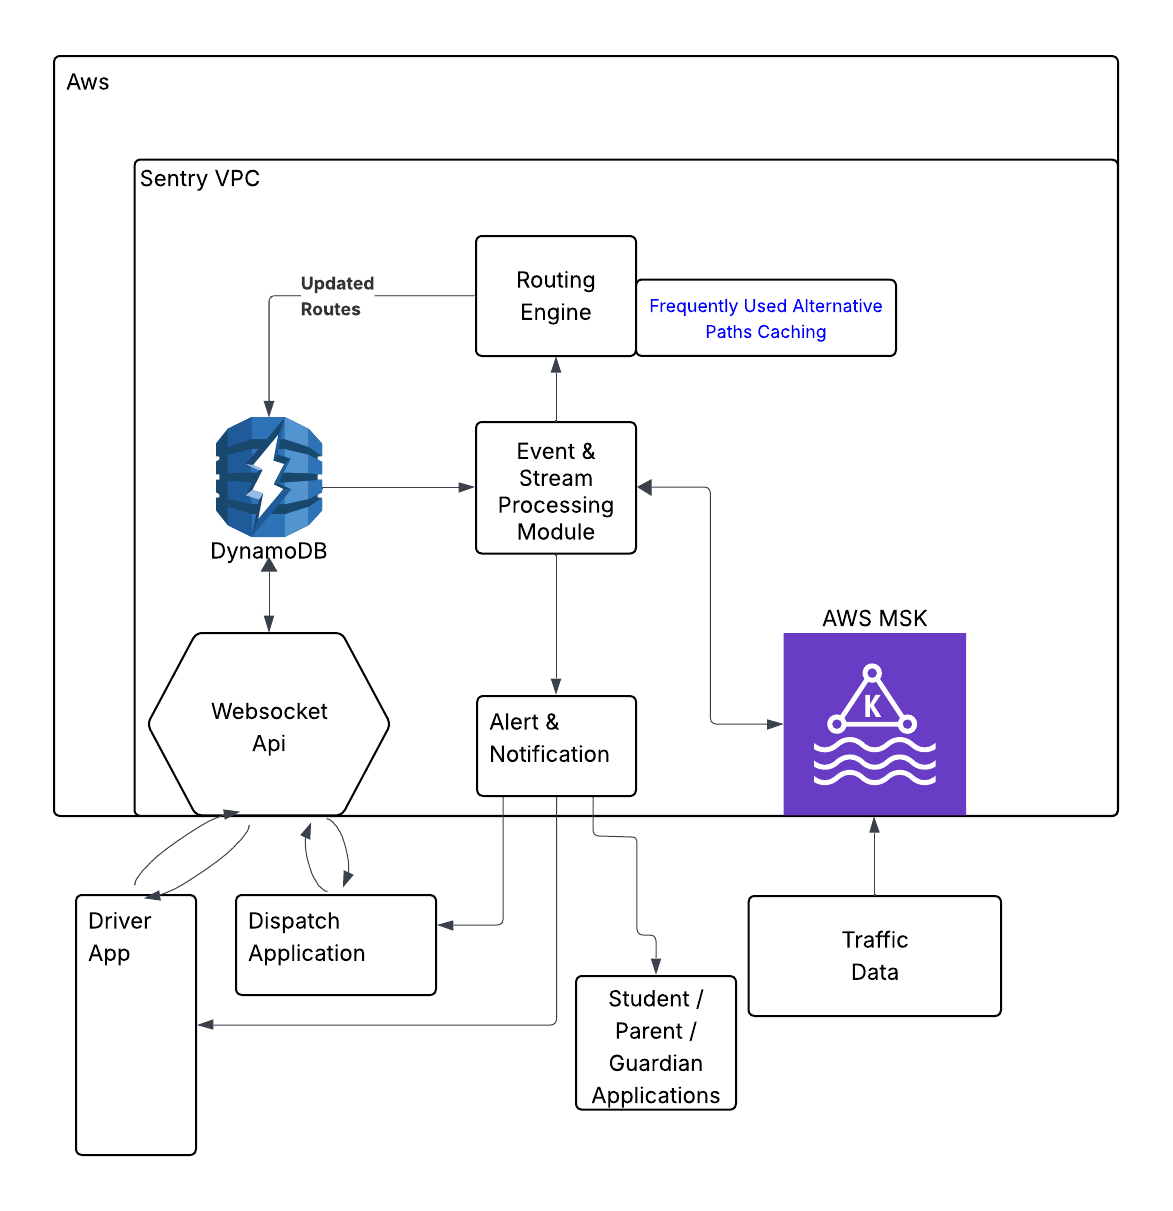 Aws
Sentry VPC
Updated
Routes
Routing
Engine
Frequently Used Alternative
Paths Caching
Event &
Stream
Processing
Module
DynamoDB
AWS MSK
K
Websocket
Api
Alert &
Notification
Driver
App
Dispatch
Application
Traffic
Data
Student /
Parent /
Guardian
Applications